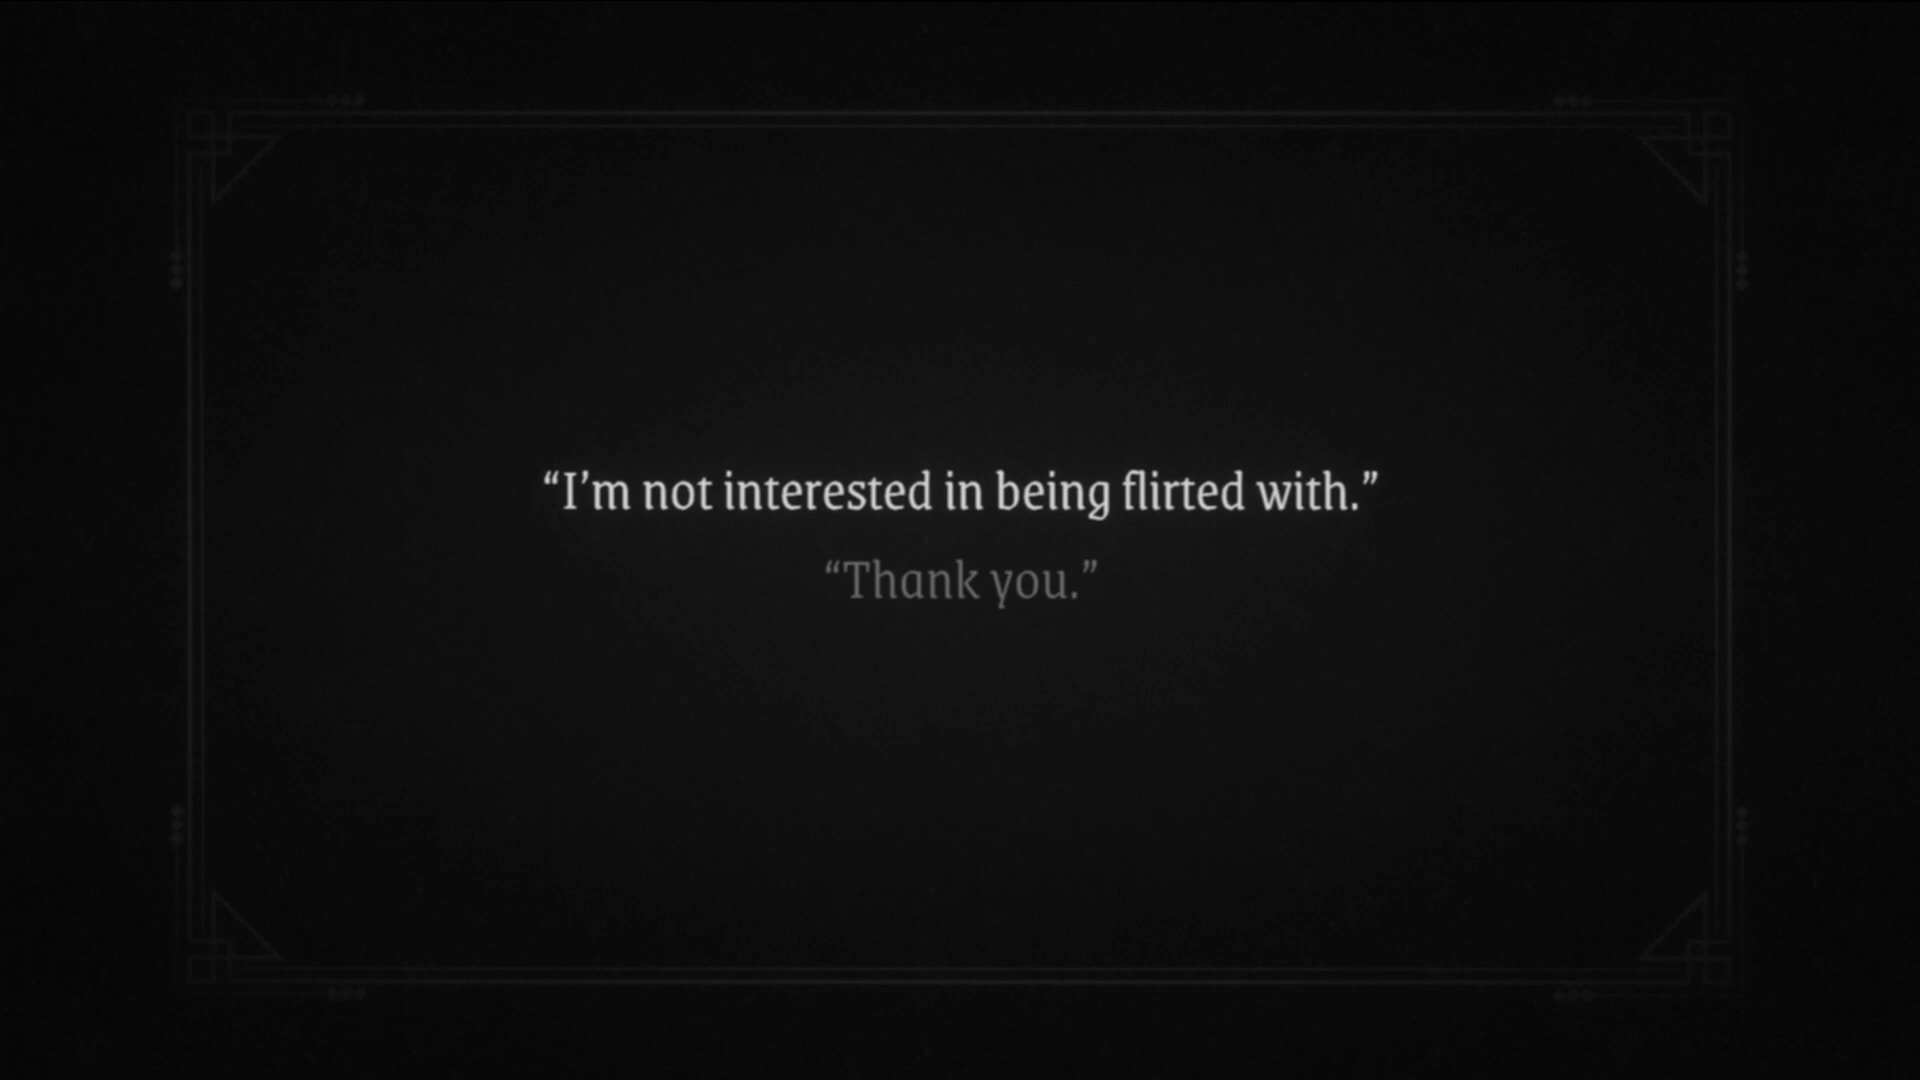 “I’m not interested in being flirted with.”
“Thank you.”